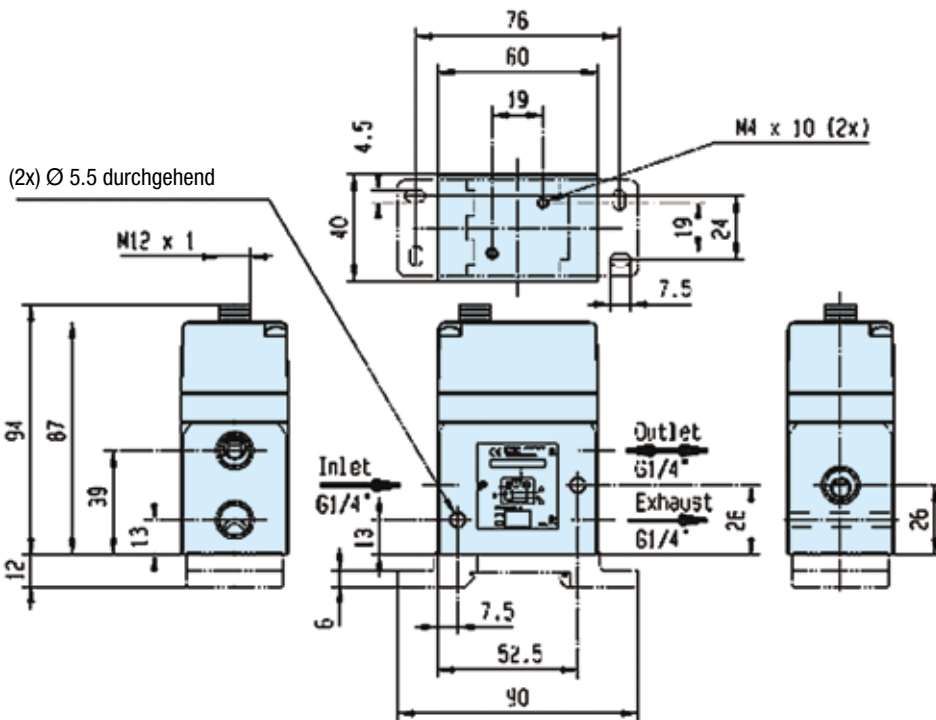 76
60
19
4.5
M4 x 10 (2x)
(2x) Ø 5.5 durchgehend
40
19
24
M12 x 1
7.5
94
87
39
13
12
Inlet
G1/4"
Outlet
G1/4"
Exhaust
G1/4"
13
26
26
6
7.5
52.5
90